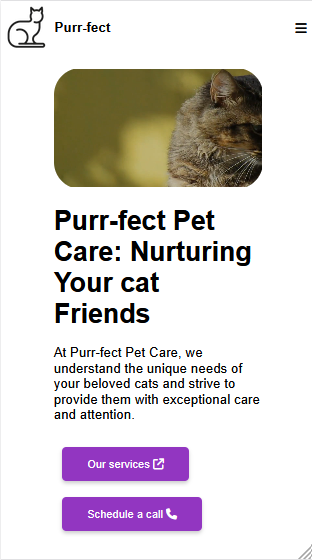 Purr-fect
Purr-fect Pet
Care: Nurturing
Your cat
Friends
At Purr-fect Pet Care, we
understand the unique needs of
your beloved cats and strive to
provide them with exceptional care
and attention.
Our services
Schedule a call